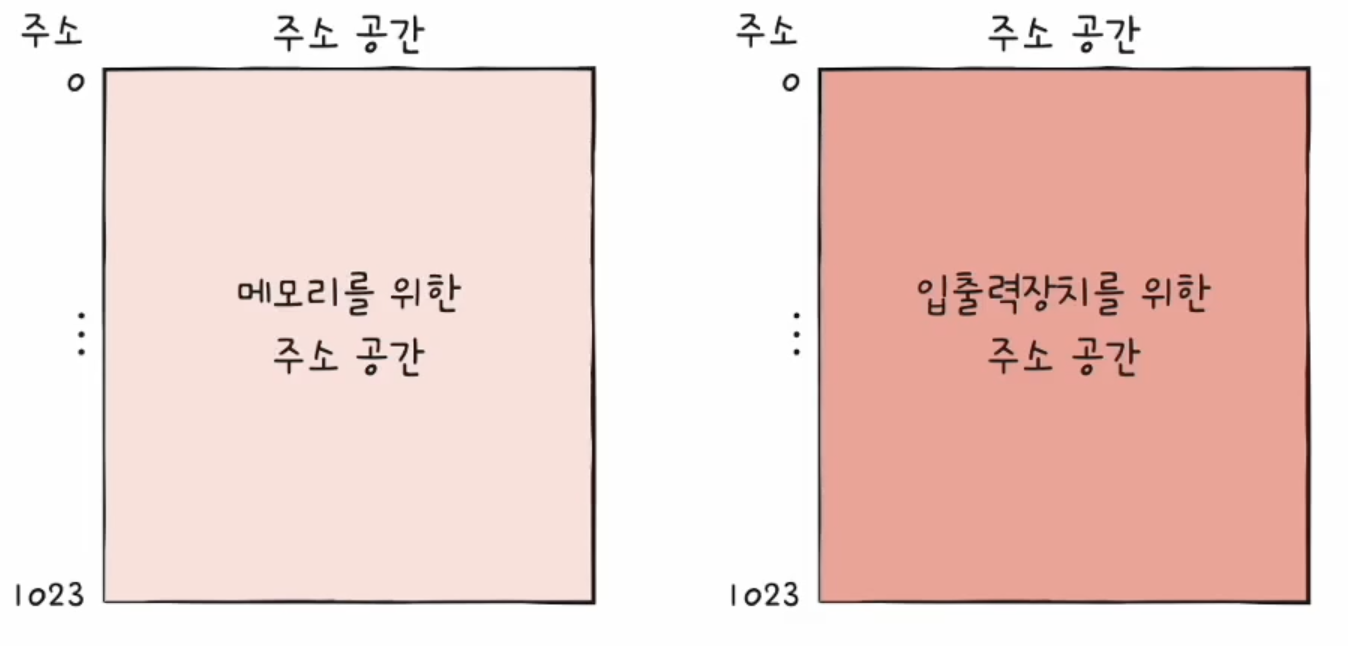 주소
주소 공간
0
메모리를 위한
주소 공간
⋮
1023
주소
주소 공간
0
입출력장치를 위한
주소 공간
⋮
1023